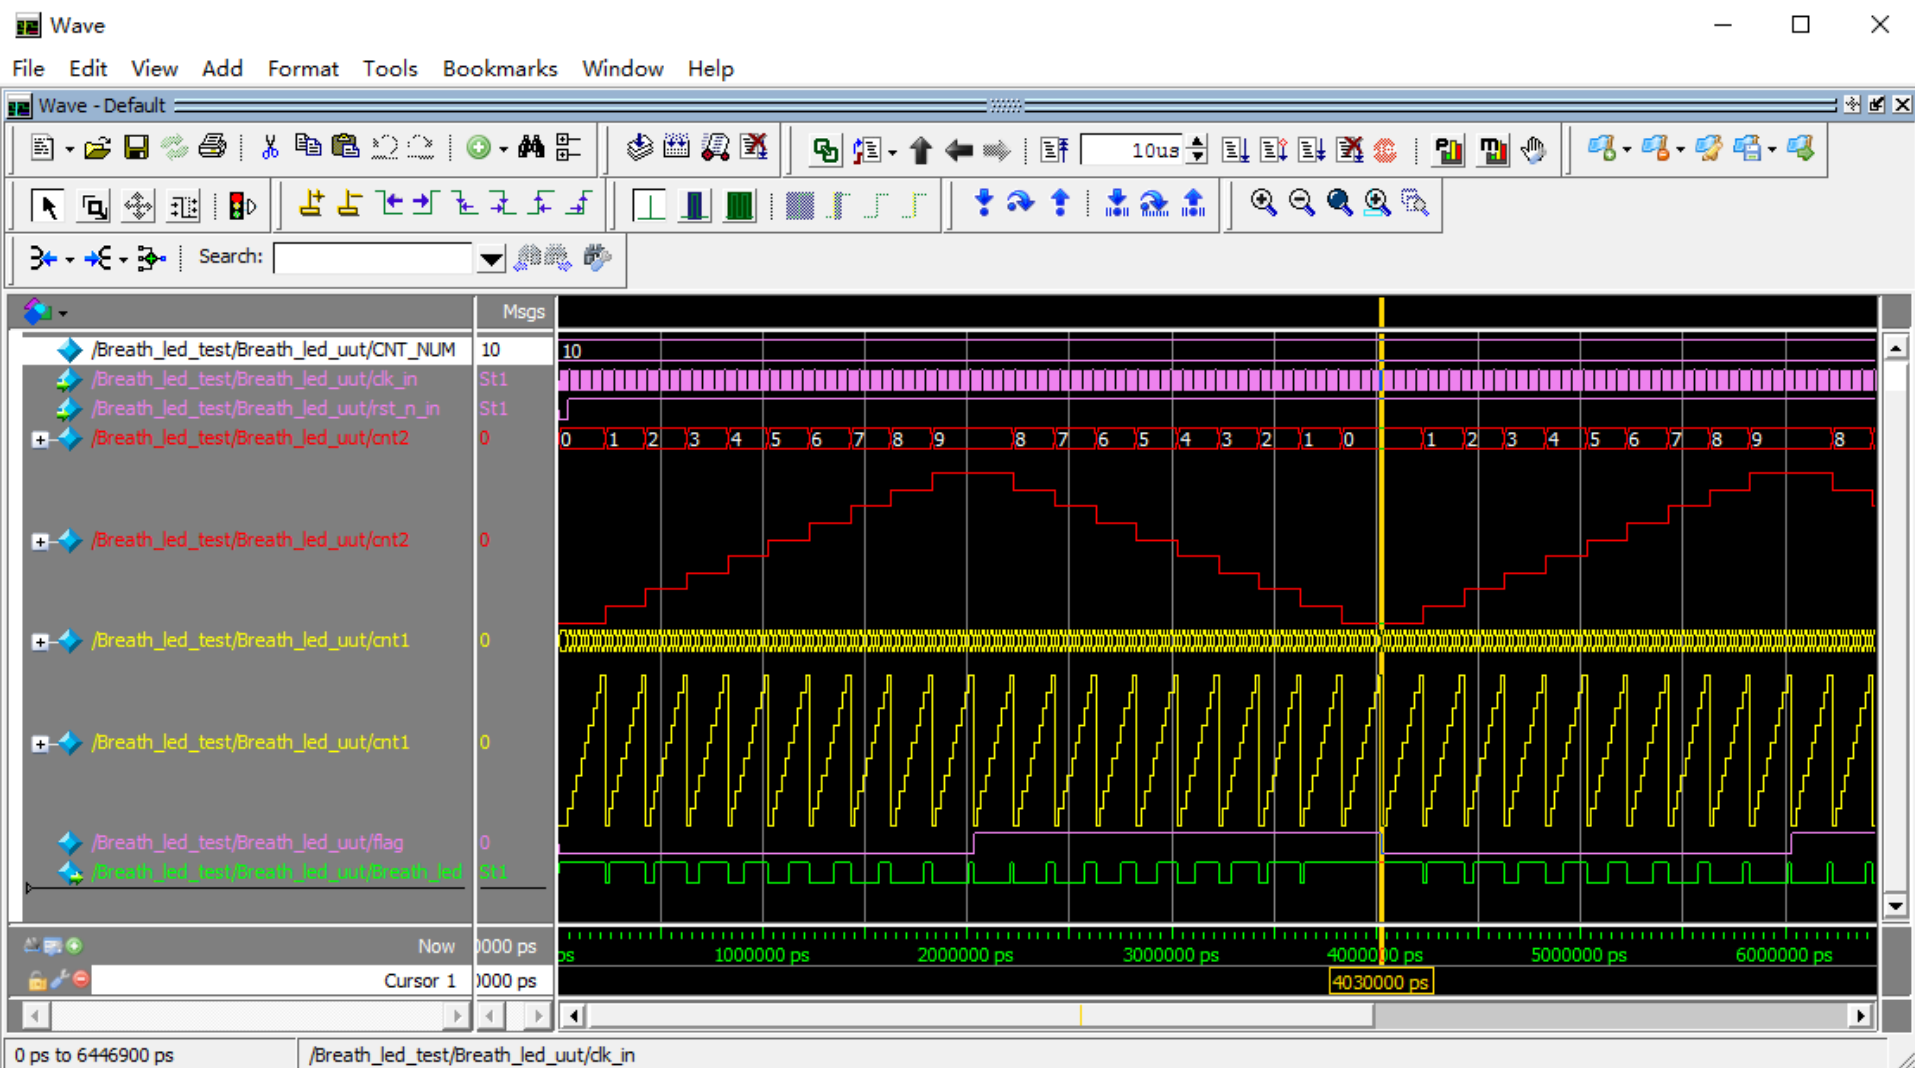 Wave
File Edit View Add Format Tools Bookmarks Window Help
Wave - Default
10us
Search:
Msgs
/Breath_led_test/Breath_led_uut/CNT_NUM 10 10
/Breath_led_test/Breath_led_uut/clk_in St1
/Breath_led_test/Breath_led_uut/rst_n_in St1
/Breath_led_test/Breath_led_uut/cnt2 0 0 1 2 3 4 5 6 7 8 9 8 7 6 5 4 3 2 1 0 1 2 3 4 5 6 7 8 9 8
/Breath_led_test/Breath_led_uut/cnt2 0
/Breath_led_test/Breath_led_uut/cnt1 0
/Breath_led_test/Breath_led_uut/cnt1 0
/Breath_led_test/Breath_led_uut/flag 0
/Breath_led_test/Breath_led_uut/Breath_led St1
Now 0000 ps ps 1000000 ps 2000000 ps 3000000 ps 4000000 ps 5000000 ps 6000000 ps
Cursor 1 0000 ps 4030000 ps
0 ps to 6446900 ps /Breath_led_test/Breath_led_uut/clk_in